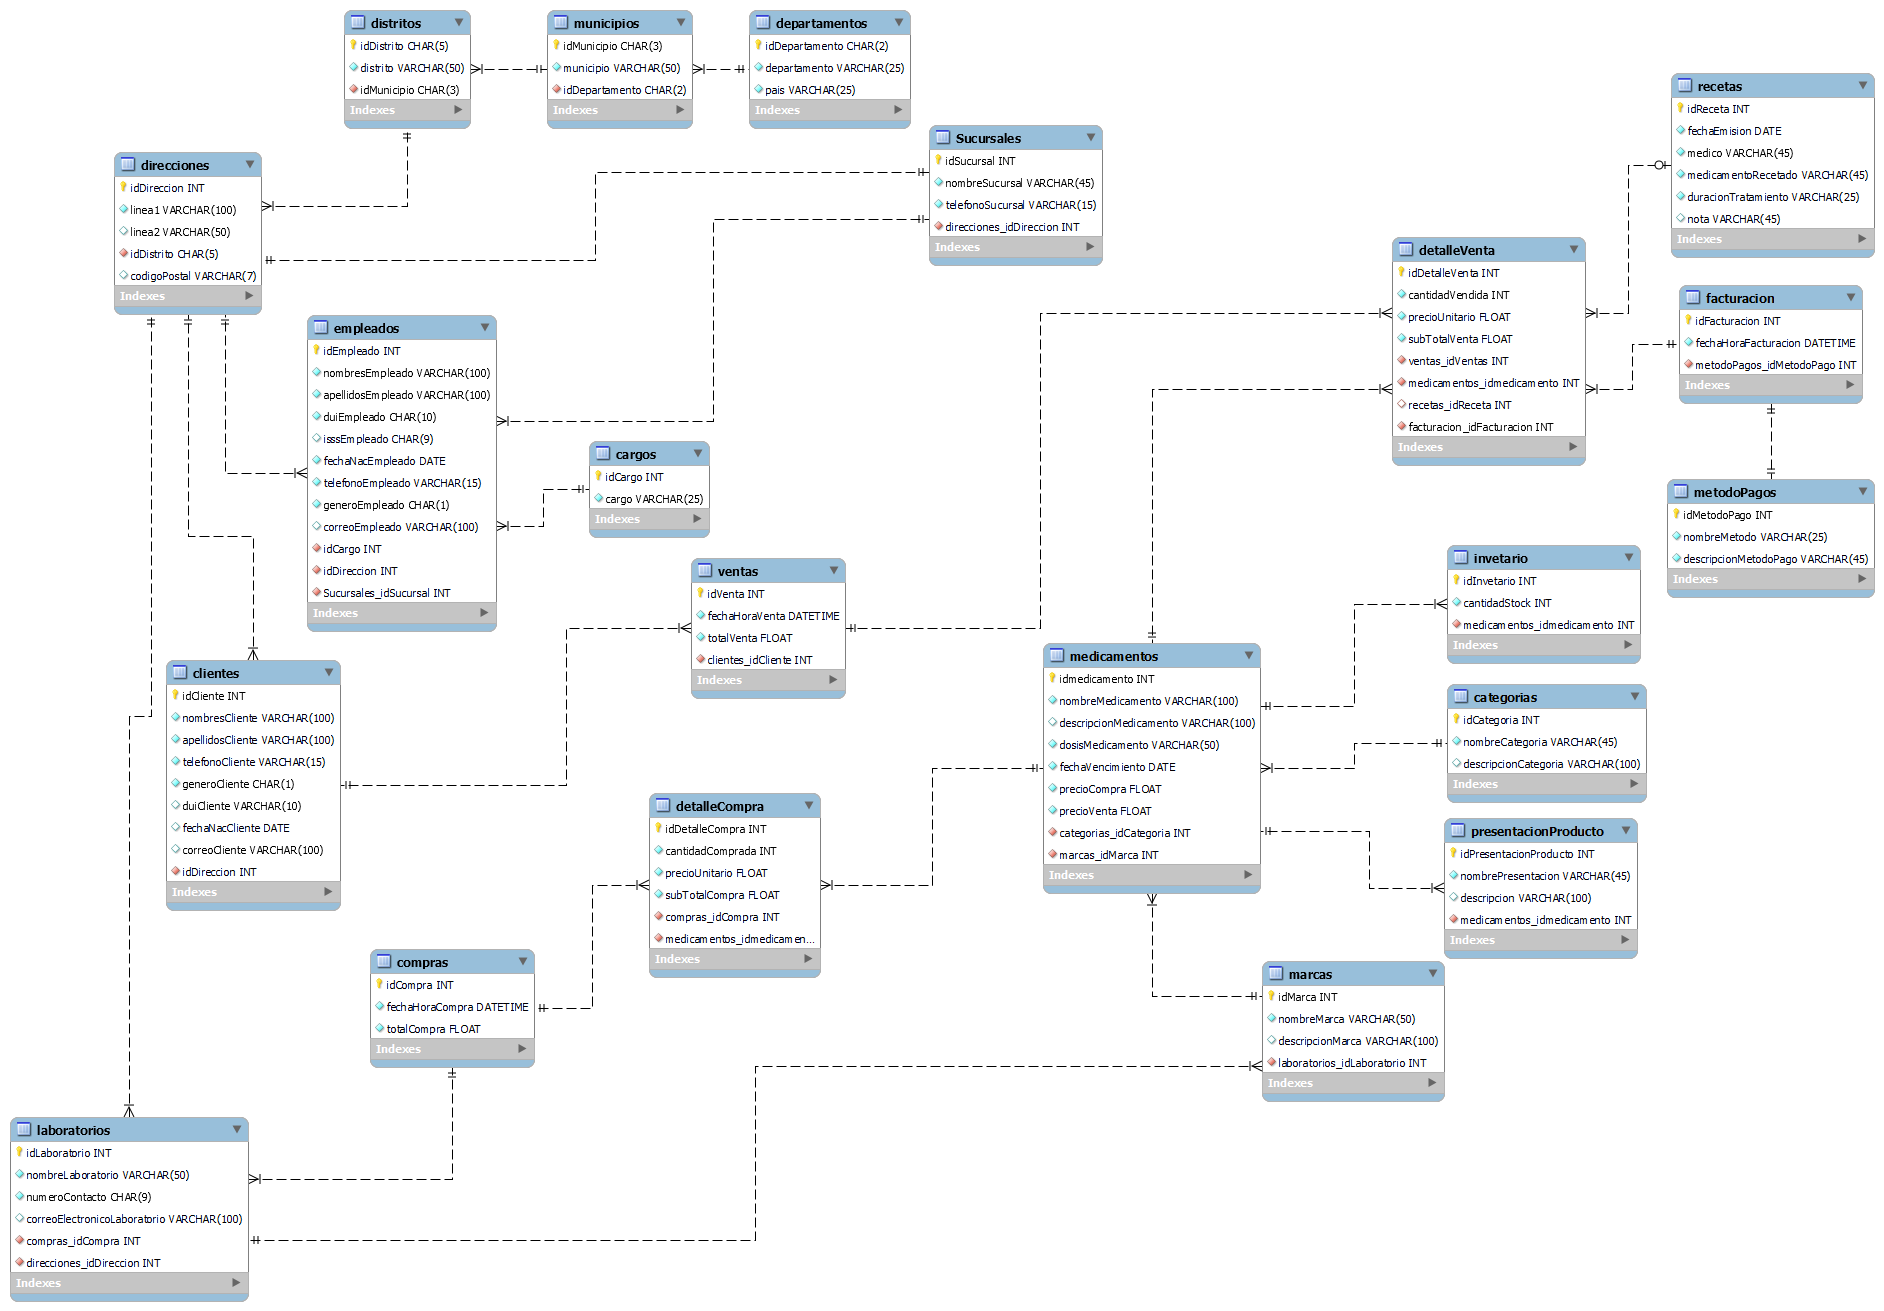 distritos
idDistrito CHAR(5)
distrito VARCHAR(50)
idMunicipio CHAR(3)
Indexes
municipios
idMunicipio CHAR(3)
municipio VARCHAR(50)
idDepartamento CHAR(2)
Indexes
departamentos
idDepartamento CHAR(2)
departamento VARCHAR(25)
pais VARCHAR(25)
Indexes
recetas
idReceta INT
fechaEmision DATE
medico VARCHAR(45)
medicamentoRecetado VARCHAR(45)
duracionTratamiento VARCHAR(25)
nota VARCHAR(45)
Indexes
Sucursales
idSucursal INT
nombreSucursal VARCHAR(45)
telefonoSucursal VARCHAR(15)
direcciones_idDireccion INT
Indexes
direcciones
idDireccion INT
linea1 VARCHAR(100)
linea2 VARCHAR(50)
idDistrito CHAR(5)
codigoPostal VARCHAR(7)
Indexes
detalleVenta
idDetalleVenta INT
cantidadVendida INT
precioUnitario FLOAT
subTotalVenta FLOAT
ventas_idVentas INT
medicamentos_idmedicamento INT
recetas_idReceta INT
facturacion_idFacturacion INT
Indexes
facturacion
idFacturacion INT
fechaHoraFacturacion DATETIME
metodoPagos_idMetodoPago INT
Indexes
empleados
idEmpleado INT
nombresEmpleado VARCHAR(100)
apellidosEmpleado VARCHAR(100)
duiEmpleado CHAR(10)
isssEmpleado CHAR(9)
fechaNacEmpleado DATE
telefonoEmpleado VARCHAR(15)
generoEmpleado CHAR(1)
correoEmpleado VARCHAR(100)
idCargo INT
idDireccion INT
Sucursales_idSucursal INT
Indexes
cargos
idCargo INT
cargo VARCHAR(25)
Indexes
metodoPagos
idMetodoPago INT
nombreMetodo VARCHAR(25)
descripcionMetodoPago VARCHAR(45)
Indexes
ventas
idVenta INT
fechaHoraVenta DATETIME
totalVenta FLOAT
clientes_idCliente INT
Indexes
invetario
idInvetario INT
cantidadStock INT
medicamentos_idmedicamento INT
Indexes
medicamentos
idmedicamento INT
nombreMedicamento VARCHAR(100)
descripcionMedicamento VARCHAR(100)
dosisMedicamento VARCHAR(50)
fechaVencimiento DATE
precioCompra FLOAT
precioVenta FLOAT
categorias_idCategoria INT
marcas_idMarca INT
Indexes
clientes
idCliente INT
nombresCliente VARCHAR(100)
apellidosCliente VARCHAR(100)
telefonoCliente VARCHAR(15)
generoCliente CHAR(1)
duiCliente VARCHAR(10)
fechaNacCliente DATE
correoCliente VARCHAR(100)
idDireccion INT
Indexes
categorias
idCategoria INT
nombreCategoria VARCHAR(45)
descripcionCategoria VARCHAR(100)
Indexes
detalleCompra
idDetalleCompra INT
cantidadComprada INT
precioUnitario FLOAT
subTotalCompra FLOAT
compras_idCompra INT
medicamentos_idmedicamen...
Indexes
presentacionProducto
idPresentacionProducto INT
nombrePresentacion VARCHAR(45)
descripcion VARCHAR(100)
medicamentos_idmedicamento INT
Indexes
compras
idCompra INT
fechaHoraCompra DATETIME
totalCompra FLOAT
Indexes
marcas
idMarca INT
nombreMarca VARCHAR(50)
descripcionMarca VARCHAR(100)
laboratorios_idLaboratorio INT
Indexes
laboratorios
idLaboratorio INT
nombreLaboratorio VARCHAR(50)
numeroContacto CHAR(9)
correoElectronicoLaboratorio VARCHAR(100)
compras_idCompra INT
direcciones_idDireccion INT
Indexes